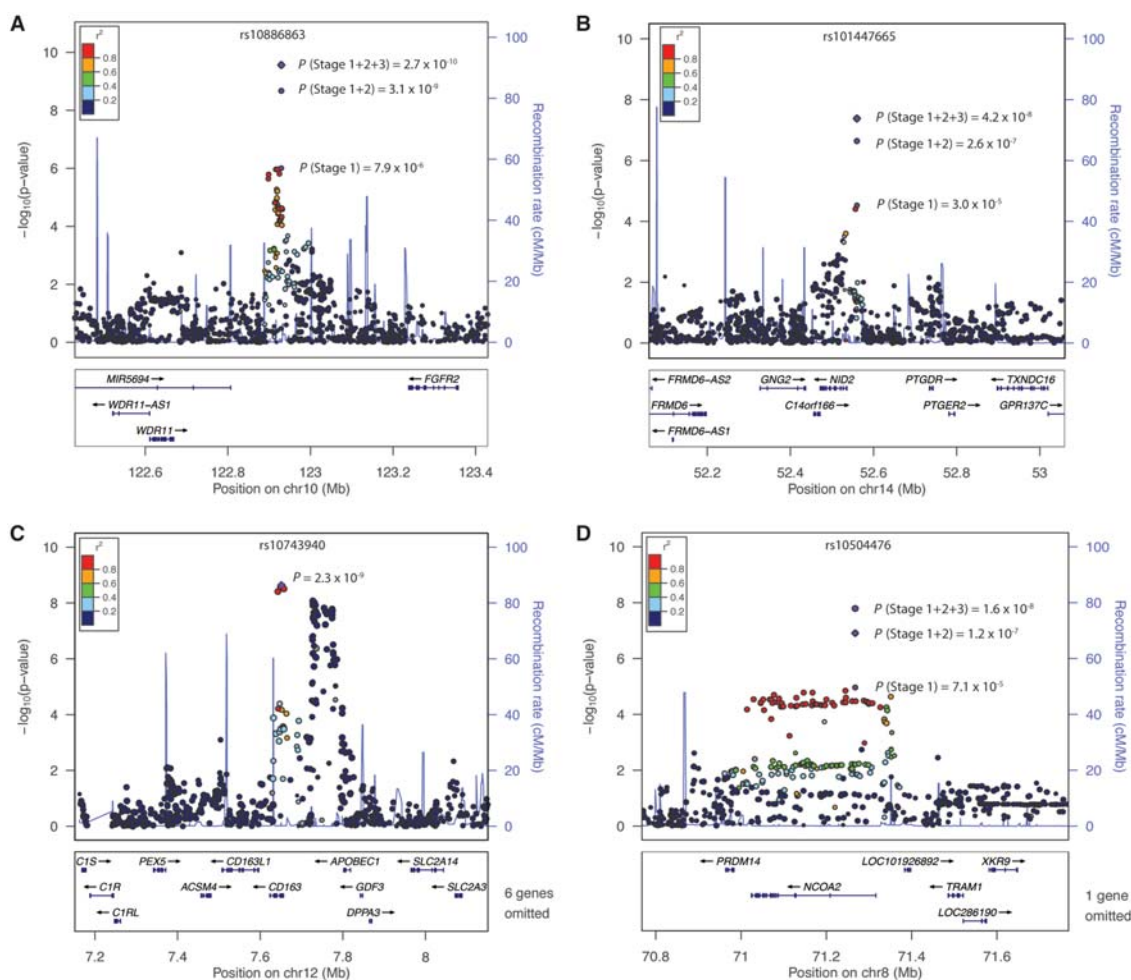 A
rs10886863
r²
0.8
0.6
0.4
0.2
P (Stage 1+2+3) = 2.7 x 10⁻¹⁰
P (Stage 1+2) = 3.1 x 10⁻⁹
P (Stage 1) = 7.9 x 10⁻⁶
10
8
6
4
2
0
−log₁₀(p-value)
100
80
60
40
20
0
Recombination rate (cM/Mb)
MIR5694→
←FGFR2
←WDR11−AS1
WDR11→
122.6
122.8
123
123.2
123.4
Position on chr10 (Mb)
B
rs101447665
r²
0.8
0.6
0.4
0.2
P (Stage 1+2+3) = 4.2 x 10⁻⁸
P (Stage 1+2) = 2.6 x 10⁻⁷
P (Stage 1) = 3.0 x 10⁻⁵
10
8
6
4
2
0
−log₁₀(p-value)
100
80
60
40
20
0
Recombination rate (cM/Mb)
←FRMD6−AS2
GNG2→
←NID2
PTGDR→
←TXNDC16
FRMD6→
C14orf166→
PTGER2→
GPR137C→
←FRMD6−AS1
52.2
52.4
52.6
52.8
53
Position on chr14 (Mb)
C
rs10743940
r²
0.8
0.6
0.4
0.2
P = 2.3 x 10⁻⁹
10
8
6
4
2
0
−log₁₀(p-value)
100
80
60
40
20
0
Recombination rate (cM/Mb)
C1S→
PEX5→
←CD163L1
←APOBEC1
←SLC2A14
←C1R
ACSM4→
←CD163
←GDF3
←SLC2A3
←C1RL
DPPA3→
6 genes
omitted
7.2
7.4
7.6
7.8
8
Position on chr12 (Mb)
D
rs10504476
r²
0.8
0.6
0.4
0.2
P (Stage 1+2+3) = 1.6 x 10⁻⁸
P (Stage 1+2) = 1.2 x 10⁻⁷
P (Stage 1) = 7.1 x 10⁻⁵
10
8
6
4
2
0
−log₁₀(p-value)
100
80
60
40
20
0
Recombination rate (cM/Mb)
←PRDM14
LOC101926892→
XKR9→
←NCOA2
←TRAM1
LOC286190→
1 gene
omitted
70.8
71
71.2
71.4
71.6
Position on chr8 (Mb)